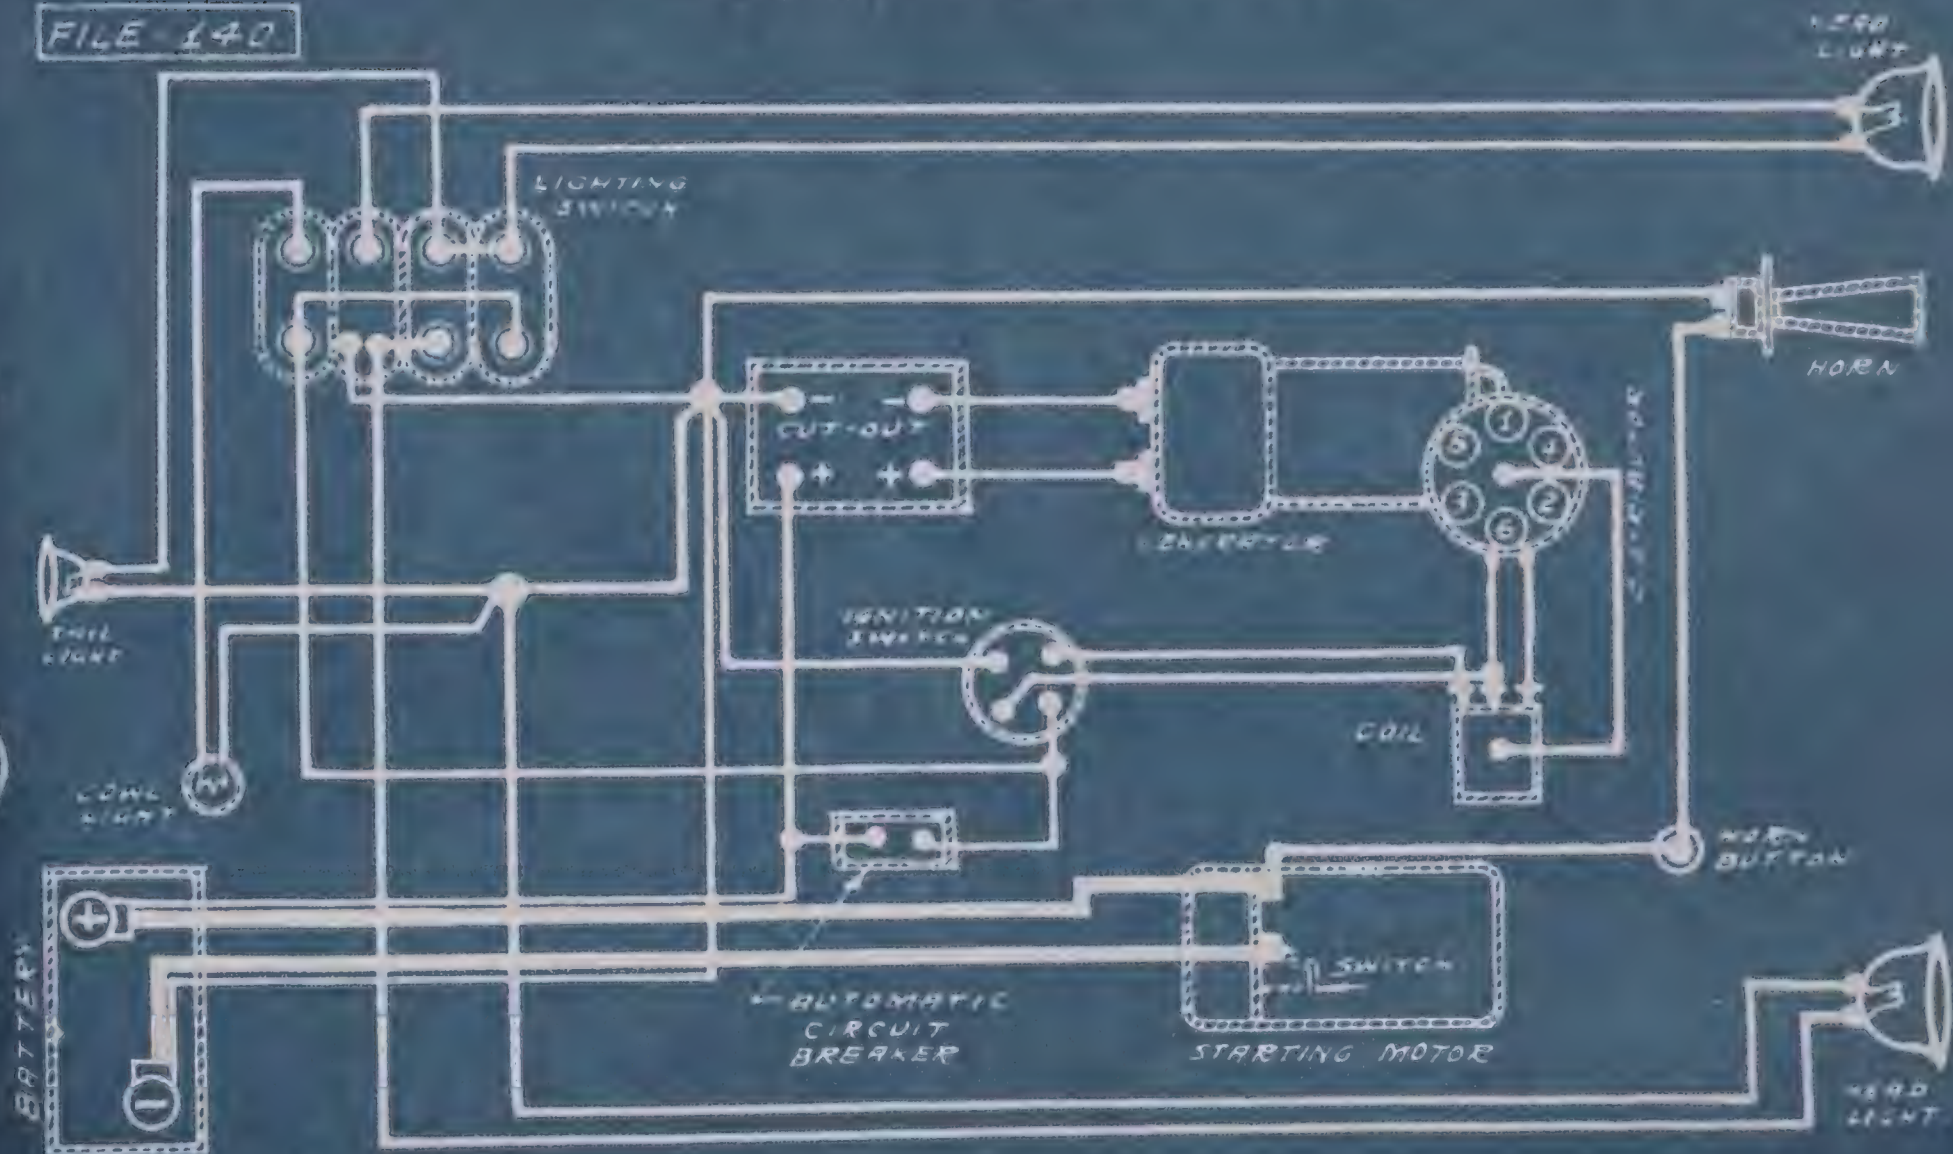 FILE-140
HEAD
LIGHT
LIGHTING
SWITCH
HORN
- -
CUT-OUT
+ +
1
5 4
3 2
6
GENERATOR
IGNITION
SWITCH
TAIL
LIGHT
COIL
COWL
LIGHT
HORN
BUTTON
+
BATTERY
-
SWITCH
AUTOMATIC
CIRCUIT
BREAKER
STARTING MOTOR
HEAD
LIGHT